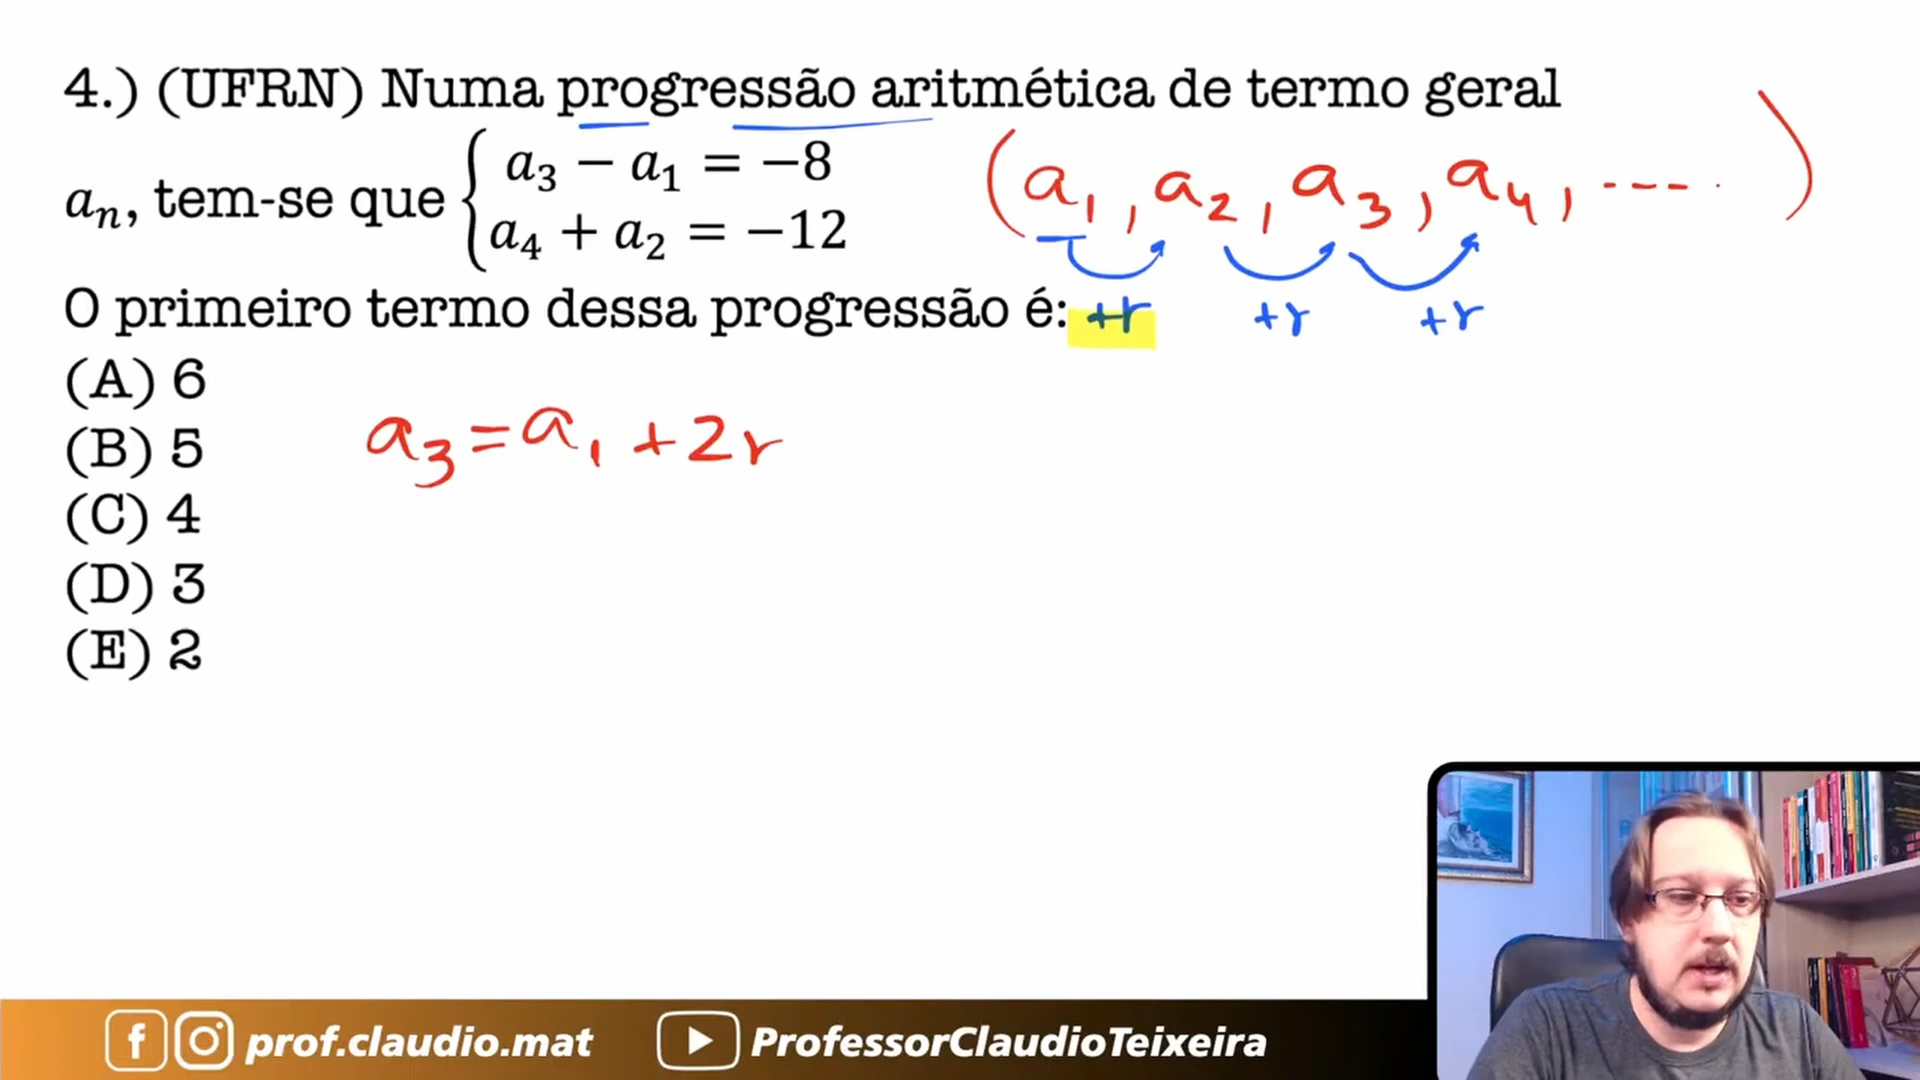 4.) (UFRN) Numa progressão aritmética de termo geral
aₙ, tem-se que { a₃ − a₁ = −8
a₄ + a₂ = −12
(a₁, a₂, a₃, a₄, ---- . )
O primeiro termo dessa progressão é:
+r +r +r
(A) 6
(B) 5
(C) 4
(D) 3
(E) 2
a₃ = a₁ + 2r
f prof.claudio.mat ProfessorClaudioTeixeira